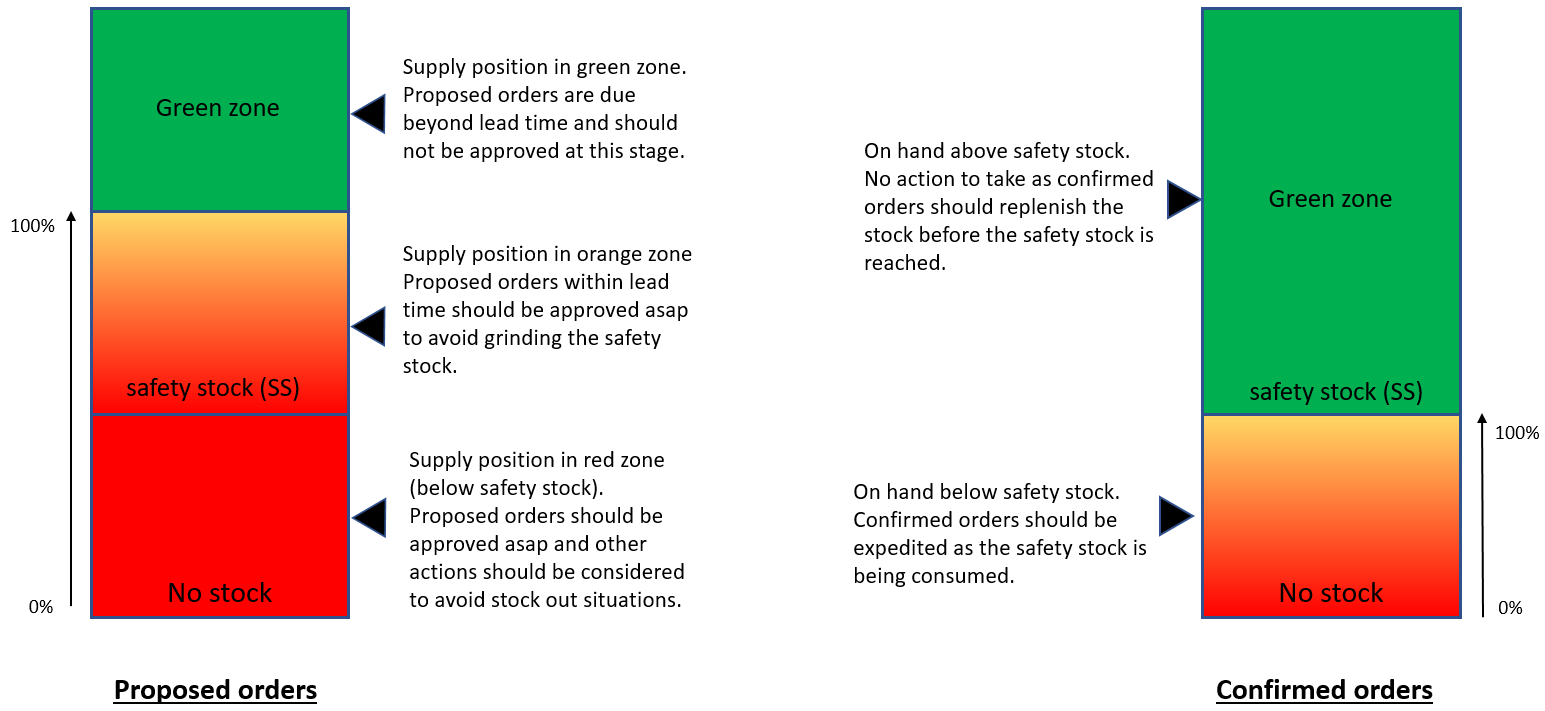 Green zone
Supply position in green zone.
Proposed orders are due
beyond lead time and should
not be approved at this stage.
100%
Supply position in orange zone
Proposed orders within lead
time should be approved asap
to avoid grinding the safety
stock.
safety stock (SS)
Supply position in red zone
(below safety stock).
Proposed orders should be
approved asap and other
actions should be considered
to avoid stock out situations.
No stock
0%
Proposed orders
On hand above safety stock.
No action to take as confirmed
orders should replenish the
stock before the safety stock is
reached.
Green zone
safety stock (SS)
100%
On hand below safety stock.
Confirmed orders should be
expedited as the safety stock is
being consumed.
No stock
0%
Confirmed orders